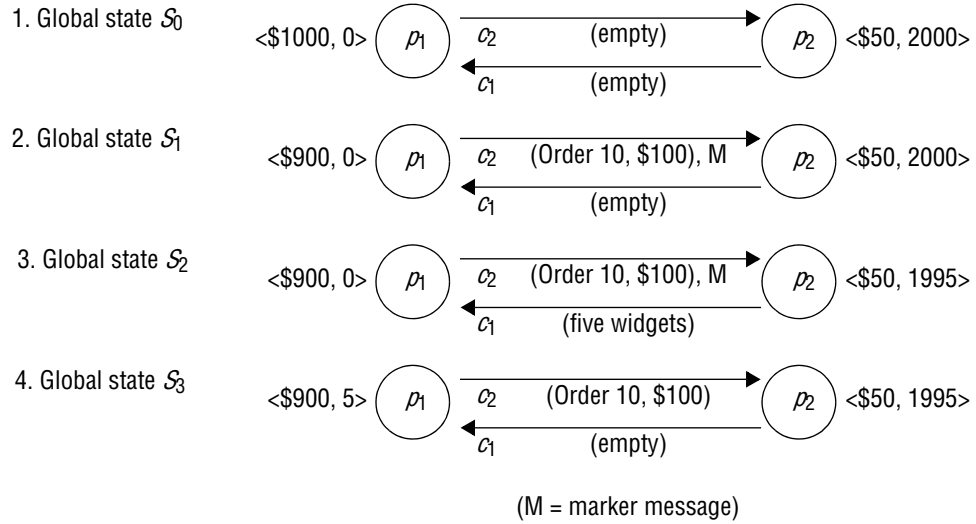 1. Global state S0
<$1000, 0> p1 c2 (empty) p2 <$50, 2000>
c1 (empty)
2. Global state S1
<$900, 0> p1 c2 (Order 10, $100), M p2 <$50, 2000>
c1 (empty)
3. Global state S2
<$900, 0> p1 c2 (Order 10, $100), M p2 <$50, 1995>
c1 (five widgets)
4. Global state S3
<$900, 5> p1 c2 (Order 10, $100) p2 <$50, 1995>
c1 (empty)
(M = marker message)